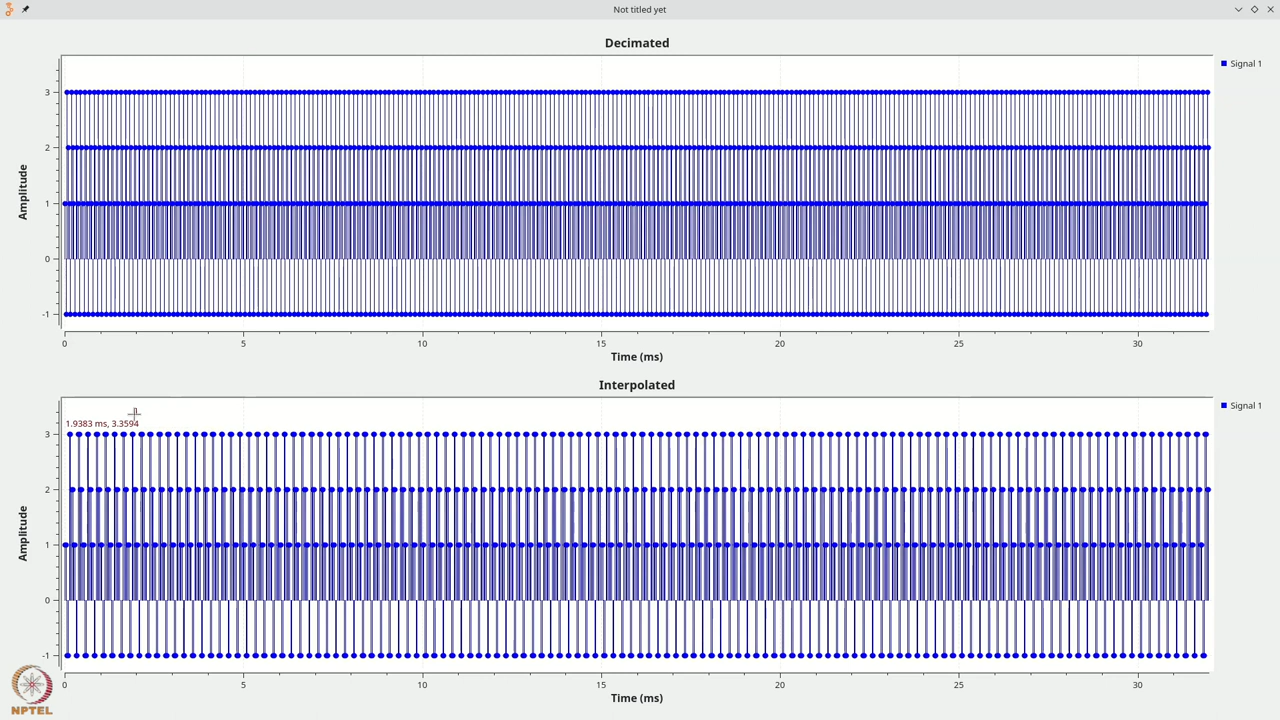 Not titled yet
Decimated
Signal 1
Amplitude
3
2
1
0
-1
0 5 10 15 20 25 30
Time (ms)
Interpolated
Signal 1
1.9383 ms, 3.3594
Amplitude
3
2
1
0
-1
0 5 10 15 20 25 30
Time (ms)
NPTEL